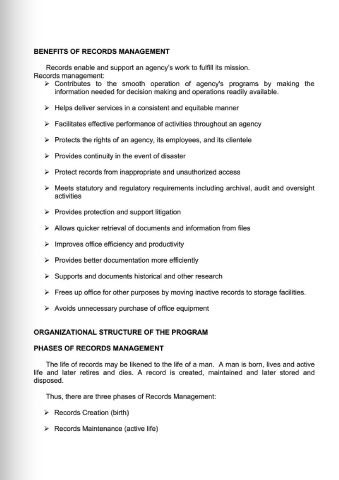 BENEFITS OF RECORDS MANAGEMENT
Records enable and support an agency's work to fulfill its mission.
Records management:
➢ Contributes to the smooth operation of agency's programs by making the
information needed for decision making and operations readily available.
➢ Helps deliver services in a consistent and equitable manner
➢ Facilitates effective performance of activities throughout an agency
➢ Protects the rights of an agency, its employees, and its clientele
➢ Provides continuity in the event of disaster
➢ Protect records from inappropriate and unauthorized access
➢ Meets statutory and regulatory requirements including archival, audit and oversight
activities
➢ Provides protection and support litigation
➢ Allows quicker retrieval of documents and information from files
➢ Improves office efficiency and productivity
➢ Provides better documentation more efficiently
➢ Supports and documents historical and other research
➢ Frees up office for other purposes by moving inactive records to storage facilities.
➢ Avoids unnecessary purchase of office equipment
ORGANIZATIONAL STRUCTURE OF THE PROGRAM
PHASES OF RECORDS MANAGEMENT
The life of records may be likened to the life of a man. A man is born, lives and active
life and later retires and dies. A record is created, maintained and later stored and
disposed.
Thus, there are three phases of Records Management:
➢ Records Creation (birth)
➢ Records Maintenance (active life)